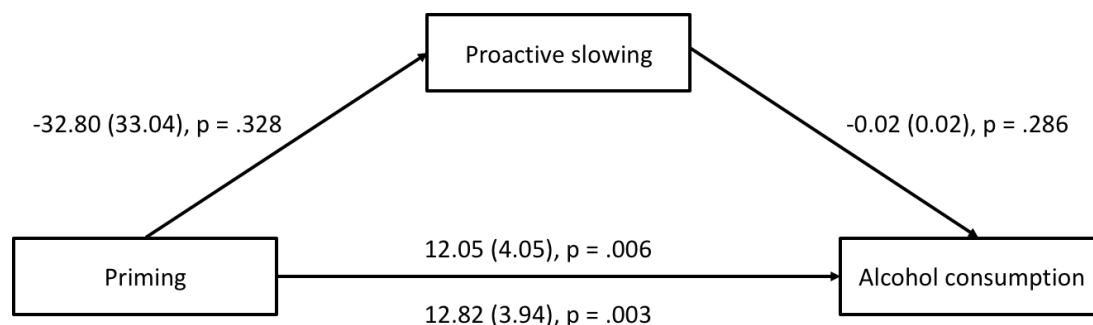 Proactive slowing
-32.80 (33.04), p = .328
-0.02 (0.02), p = .286
12.05 (4.05), p = .006
Priming
Alcohol consumption
12.82 (3.94), p = .003